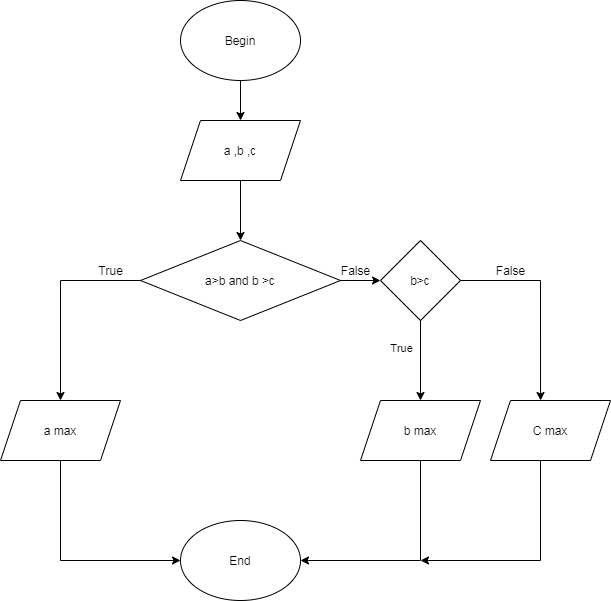 Begin
a ,b ,c
True
a>b and b >c
False
b>c
False
True
a max
b max
C max
End